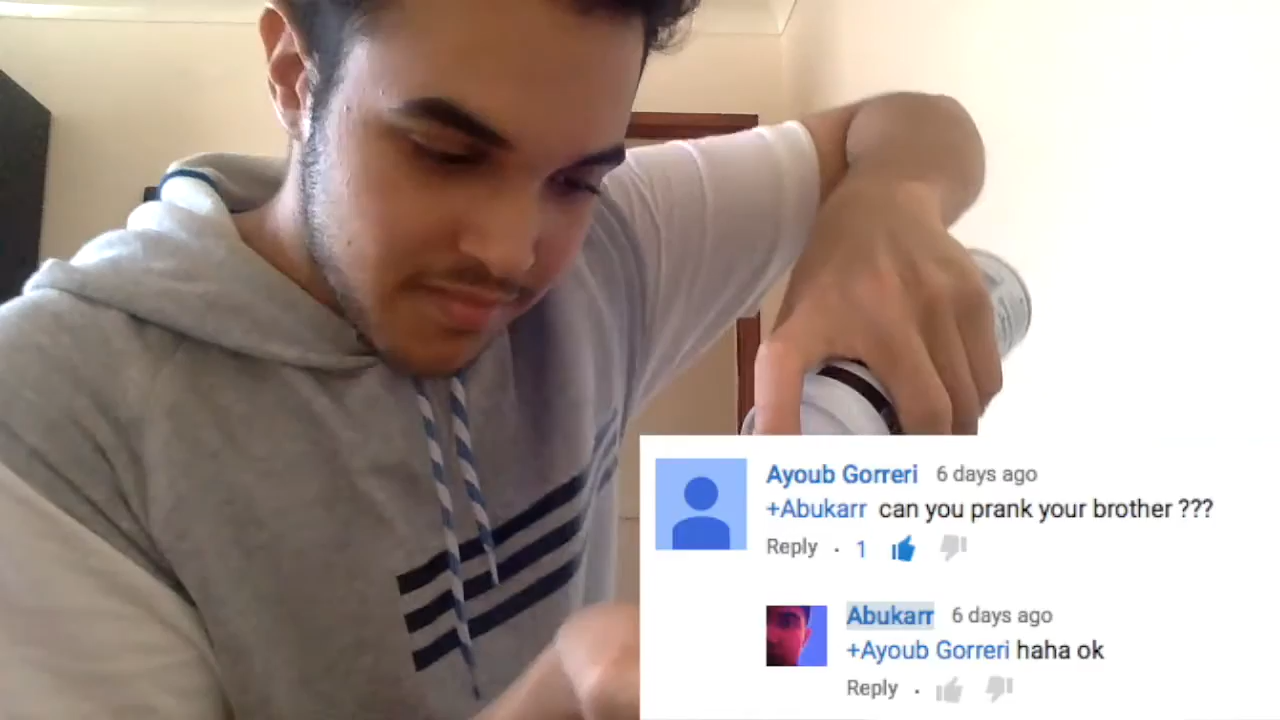 Ayoub Gorreri 6 days ago
+Abukarr can you prank your brother ???
Reply · 1
Abukarr 6 days ago
+Ayoub Gorreri haha ok
Reply ·